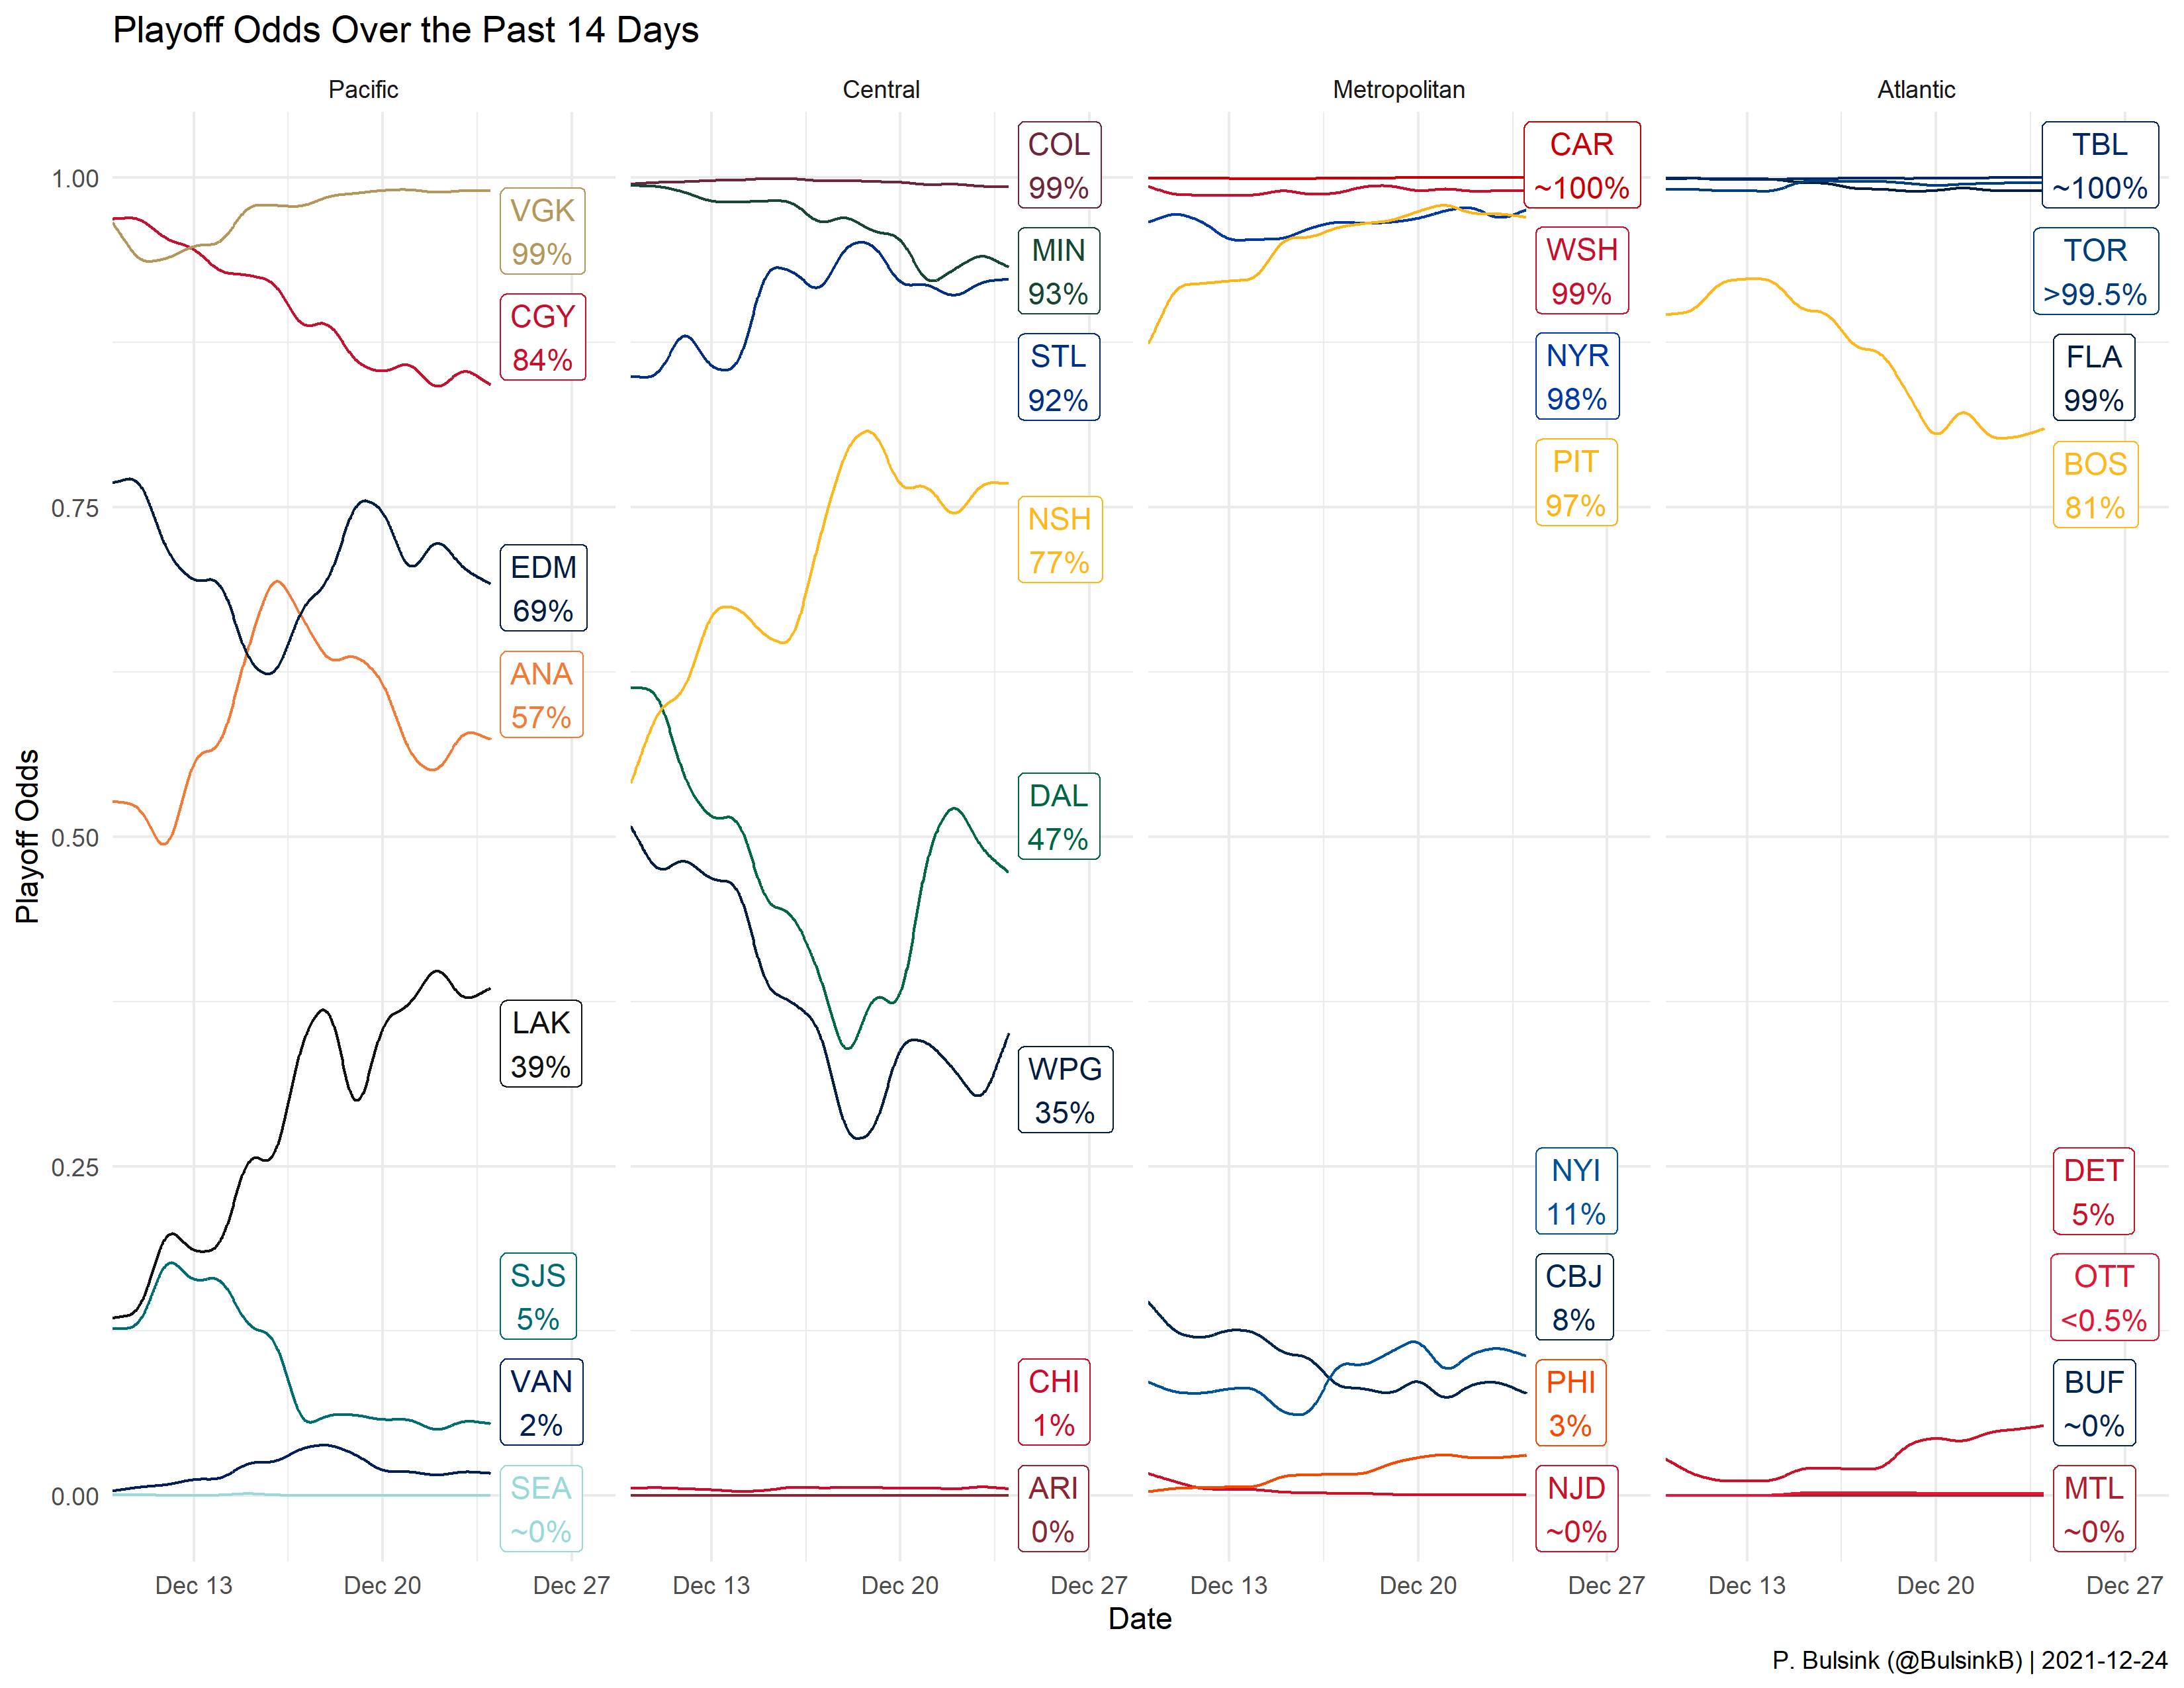 Playoff Odds Over the Past 14 Days
Pacific
Central
Metropolitan
Atlantic
Playoff Odds
1.00
0.75
0.50
0.25
0.00
VGK
99%
CGY
84%
EDM
69%
ANA
57%
LAK
39%
SJS
5%
VAN
2%
SEA
~0%
COL
99%
MIN
93%
STL
92%
NSH
77%
DAL
47%
WPG
35%
CHI
1%
ARI
0%
CAR
~100%
WSH
99%
NYR
98%
PIT
97%
NYI
11%
CBJ
8%
PHI
3%
NJD
~0%
TBL
~100%
TOR
>99.5%
FLA
99%
BOS
81%
DET
5%
OTT
<0.5%
BUF
~0%
MTL
~0%
Dec 13 Dec 20 Dec 27
Dec 13 Dec 20 Dec 27
Dec 13 Dec 20 Dec 27
Dec 13 Dec 20 Dec 27
Date
P. Bulsink (@BulsinkB) | 2021-12-24